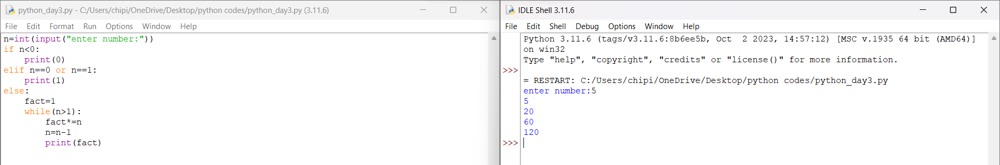 python_day3.py - C:/Users/chipi/OneDrive/Desktop/python codes/python_day3.py (3.11.6)
File Edit Format Run Options Window Help
n=int(input("enter number:"))
if n<0:
    print(0)
elif n==0 or n==1:
    print(1)
else:
    fact=1
    while(n>1):
        fact*=n
        n=n-1
        print(fact)
IDLE Shell 3.11.6
File Edit Shell Debug Options Window Help
Python 3.11.6 (tags/v3.11.6:8b6ee5b, Oct  2 2023, 14:57:12) [MSC v.1935 64 bit (AMD64)]
on win32
Type "help", "copyright", "credits" or "license()" for more information.
>>>
= RESTART: C:/Users/chipi/OneDrive/Desktop/python codes/python_day3.py
enter number:5
5
20
60
120
>>>